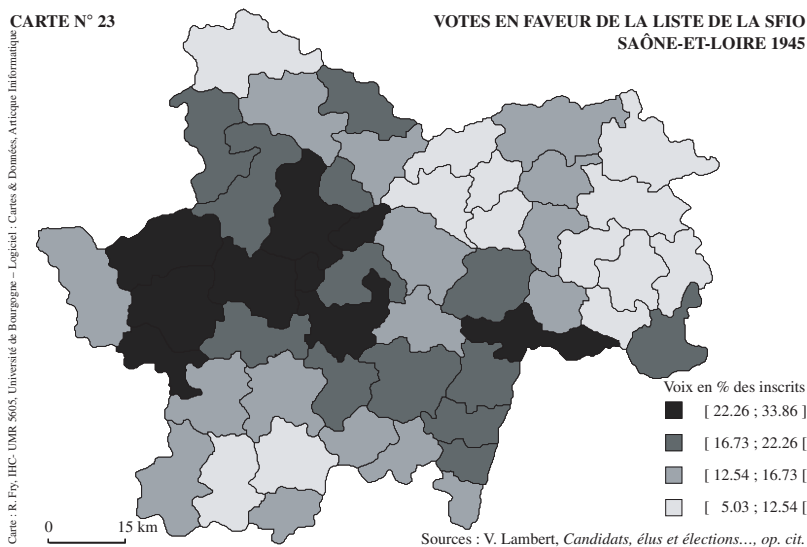 CARTE N° 23
VOTES EN FAVEUR DE LA LISTE DE LA SFIO
SAÔNE-ET-LOIRE 1945
Carte : R. Fry, IHC- UMR 5605, Université de Bourgogne – Logiciel : Cartes & Données, Articque Iniformatique
Voix en % des inscrits
[ 22.26 ; 33.86 ]
[ 16.73 ; 22.26 [
[ 12.54 ; 16.73 [
[ 5.03 ; 12.54 [
0 15 km
Sources : V. Lambert, Candidats, élus et élections..., op. cit.